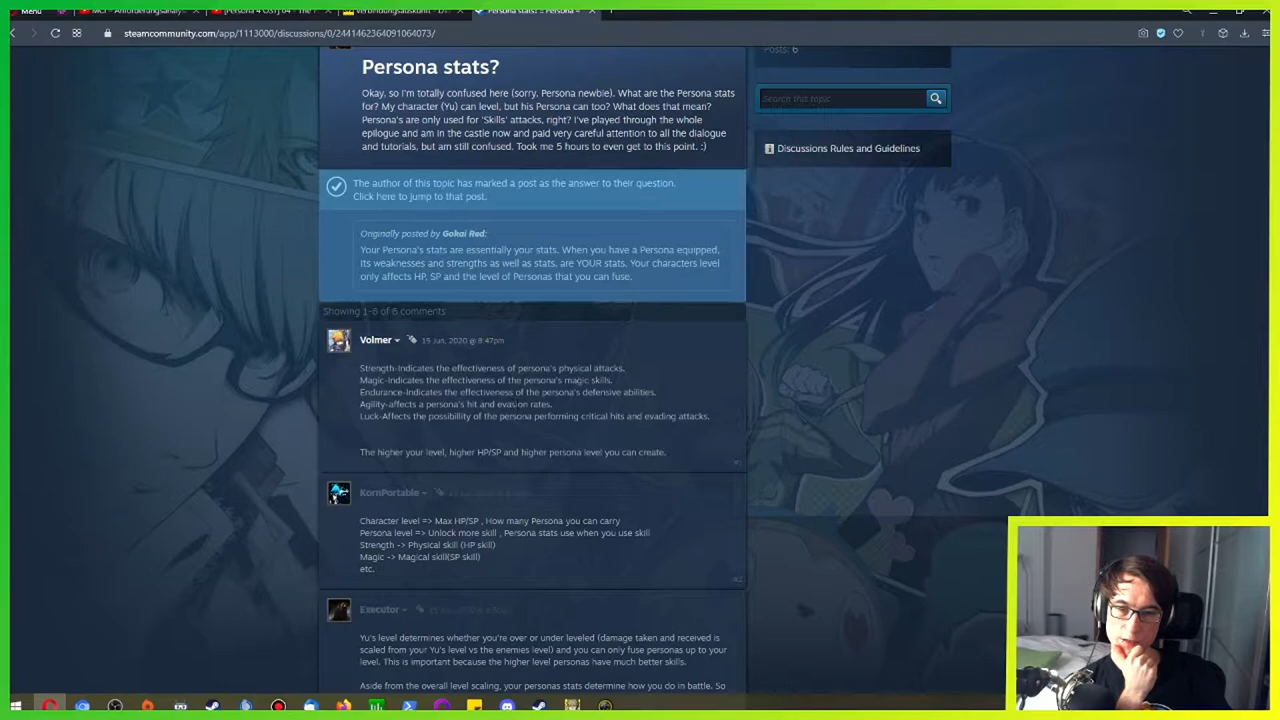 Menu
steamcommunity.com/app/1113000/discussions/0/2441462364091064073/
Posts: 6
Persona stats?
Okay, so I'm totally confused here (sorry, Persona newbie). What are the Persona stats
for? My character (Yu) can level, but his Persona can too? What does that mean?
Persona's are only used for 'Skills' attacks, right? I've played through the whole
epilogue and am in the castle now and paid very careful attention to all the dialogue
and tutorials, but am still confused. Took me 5 hours to even get to this point. :)
Search this topic
Discussions Rules and Guidelines
The author of this topic has marked a post as the answer to their question.
Click here to jump to that post.
Originally posted by Gokai Red:
Your Persona's stats are essentially your stats. When you have a Persona equipped,
its weaknesses and strengths as well as stats, are YOUR stats. Your characters level
only affects HP, SP and the level of Personas that you can fuse.
Showing 1-6 of 6 comments
Volmer
15 Jun, 2020 @ 8:47pm
Strength-Indicates the effectiveness of persona's physical attacks.
Magic-Indicates the effectiveness of the persona's magic skills.
Endurance-Indicates the effectiveness of the persona's defensive abilities.
Agility-affects a persona's hit and evasion rates.
Luck-Affects the possibillity of the persona performing critical hits and evading attacks.
The higher your level, higher HP/SP and higher persona level you can create.
#1
KornPortable
Character level => Max HP/SP , How many Persona you can carry
Persona level => Unlock more skill , Persona stats use when you use skill
Strength -> Physical skill (HP skill)
Magic -> Magical skill(SP skill)
etc.
#2
Executor
Yu's level determines whether you're over or under leveled (damage taken and received is
scaled from your Yu's level vs the enemies level) and you can only fuse personas up to your
level. This is important because the higher level personas have much better skills.
Aside from the overall level scaling, your personas stats determine how you do in battle. So